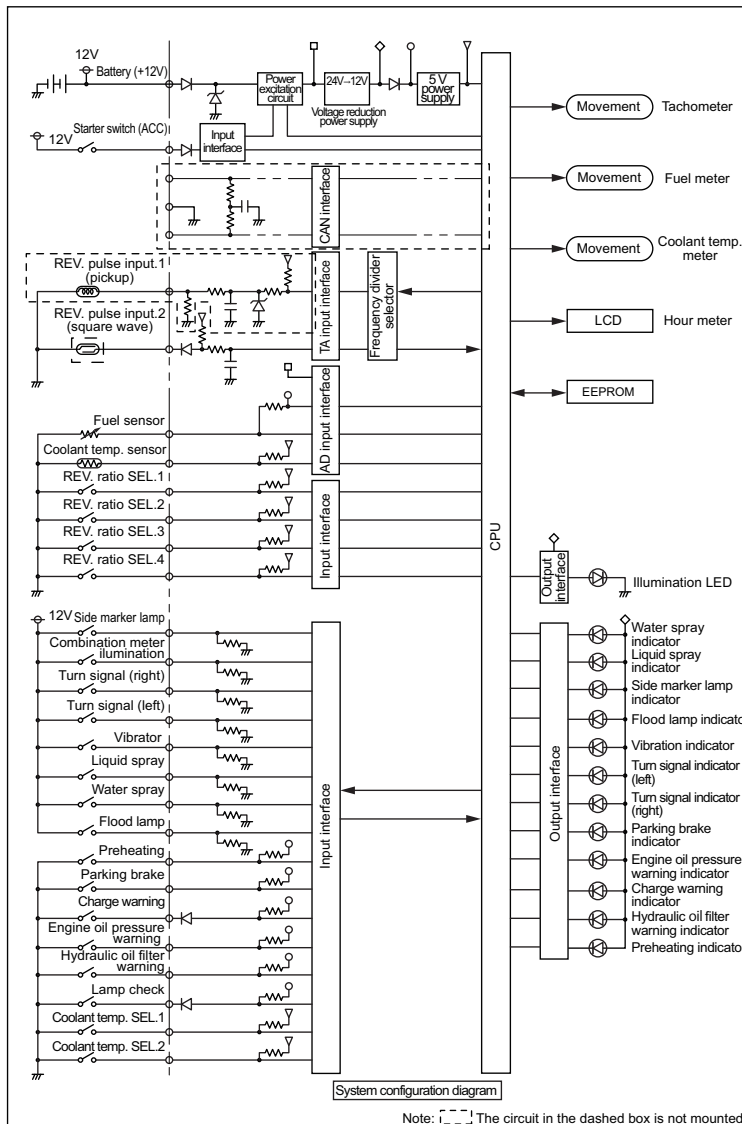 12V
Battery (+12V)
Power
excitation
circuit
24V→12V
Voltage reduction
power supply
5 V
power
supply
12V
Starter switch (ACC)
Input
interface
CAN interface
REV. pulse input.1
(pickup)
REV. pulse input.2
(square wave)
TA input interface
Frequency divider
selector
Fuel sensor
Coolant temp. sensor
AD input interface
REV. ratio SEL.1
REV. ratio SEL.2
REV. ratio SEL.3
REV. ratio SEL.4
Input interface
CPU
Movement
Tachometer
Movement
Fuel meter
Movement
Coolant temp.
meter
LCD
Hour meter
EEPROM
Output
interface
Illumination LED
12V
Side marker lamp
Combination meter
ilumination
Turn signal (right)
Turn signal (left)
Vibrator
Liquid spray
Water spray
Flood lamp
Preheating
Parking brake
Charge warning
Engine oil pressure
warning
Hydraulic oil filter
warning
Lamp check
Coolant temp. SEL.1
Coolant temp. SEL.2
Input interface
Output interface
Water spray
indicator
Liquid spray
indicator
Side marker lamp
indicator
Flood lamp indicato
Vibration indicator
Turn signal indicator
(left)
Turn signal indicator
(right)
Parking brake
indicator
Engine oil pressure
warning indicator
Charge warning
indicator
Hydraulic oil filter
warning indicator
Preheating indicato
System configuration diagram
Note: The circuit in the dashed box is not mounted